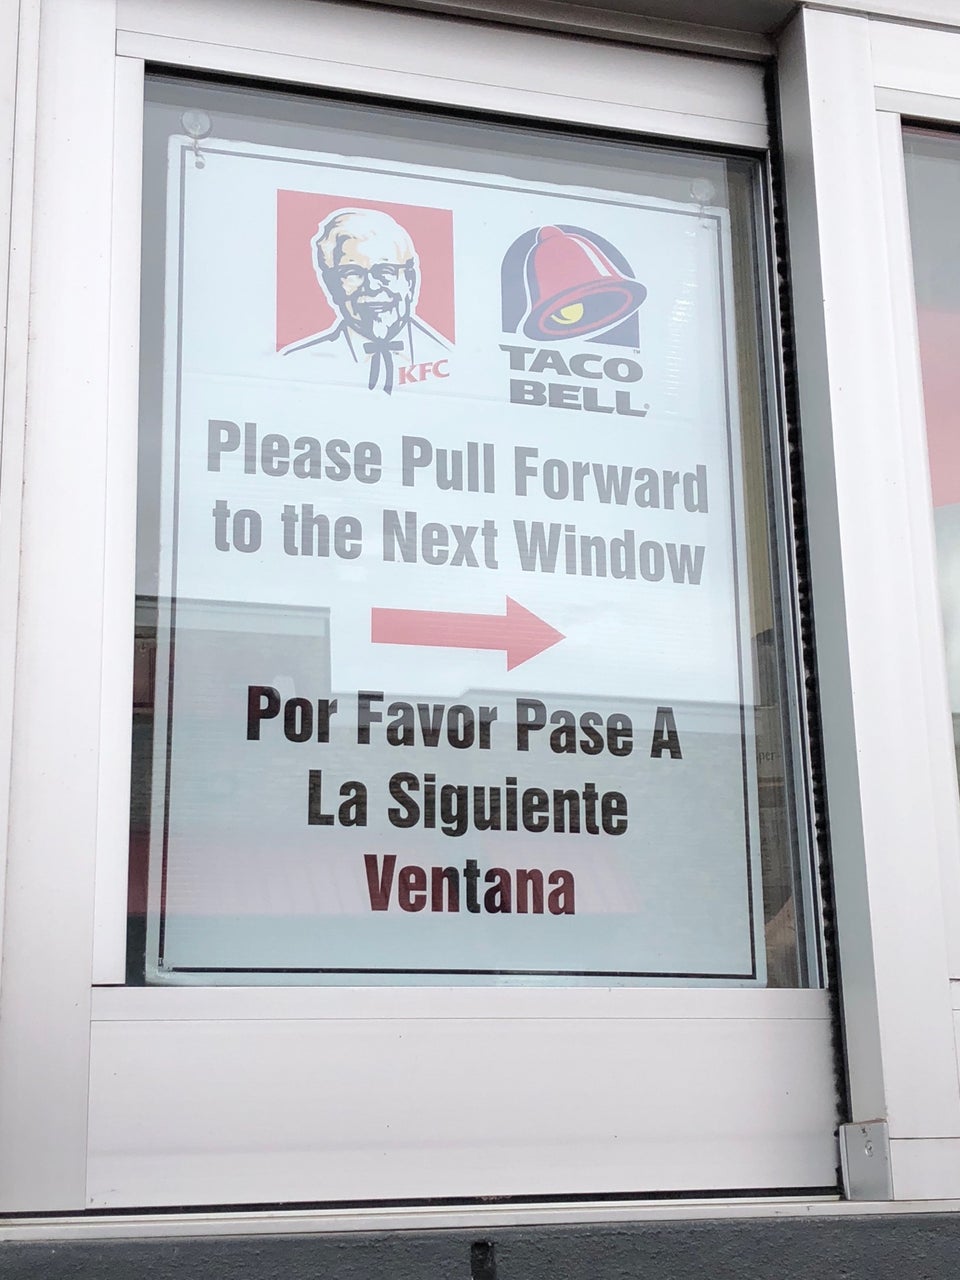 KFC
TACO
BELL
Please Pull Forward
to the Next Window
Por Favor Pase A
La Siguiente
Ventana